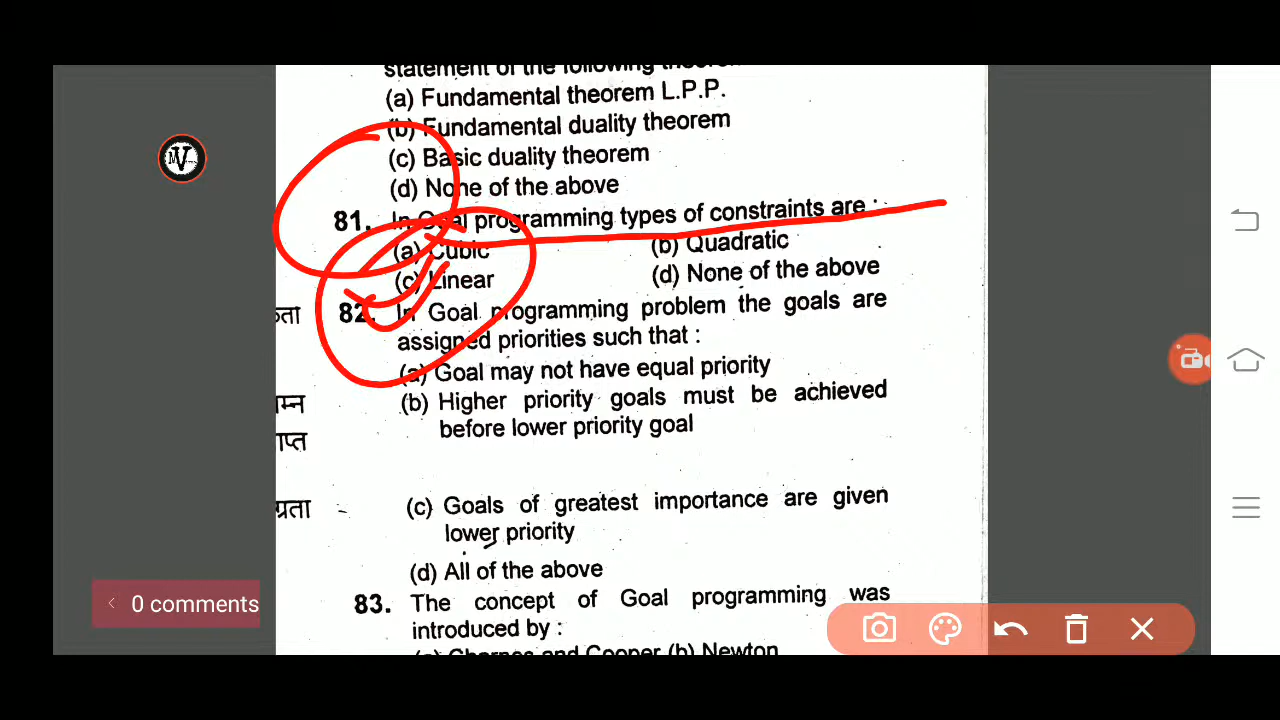 statement of the following theorem
(a) Fundamental theorem L.P.P.
(b) Fundamental duality theorem
(c) Basic duality theorem
(d) None of the above
81. In Goal programming types of constraints are :
(a) Cubic (b) Quadratic
(c) Linear (d) None of the above
82. In Goal programming problem the goals are
assigned priorities such that :
(a) Goal may not have equal priority
(b) Higher priority goals must be achieved
before lower priority goal
(c) Goals of greatest importance are given
lower priority
(d) All of the above
83. The concept of Goal programming was
introduced by :
(a) Charnes and Cooper (b) Newton
0 comments